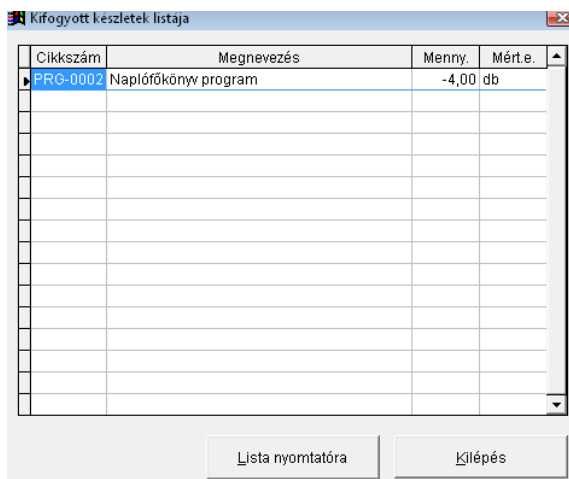 Kifogyott készletek listája
Cikkszám Megnevezés Menny. Mért.e.
PRG-0002 Naplófőkönyv program -4,00 db
Lista nyomtatóra Kilépés